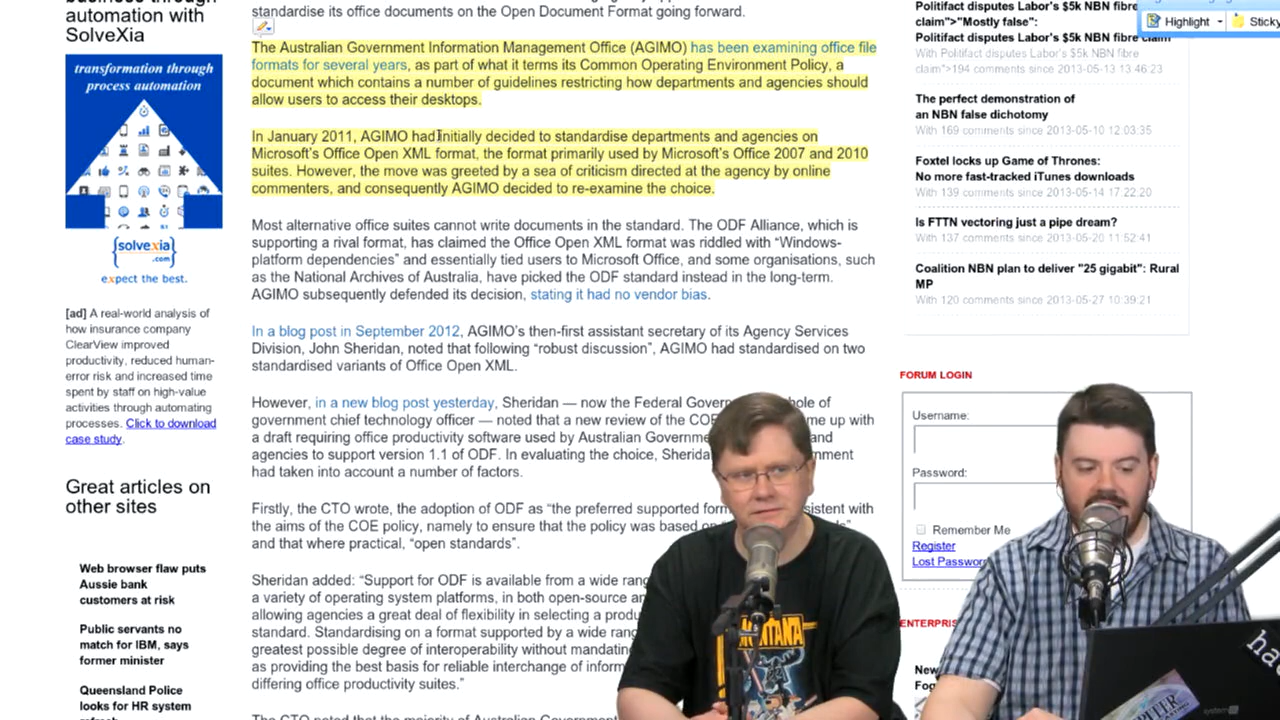 business through
automation with
SolveXia
transformation through
process automation
{solvexia}
.com
expect the best.
[ad] A real-world analysis of
how insurance company
ClearView improved
productivity, reduced human-
error risk and increased time
spent by staff on high-value
activities through automating
processes. Click to download
case study.
Great articles on
other sites
Web browser flaw puts
Aussie bank
customers at risk
Public servants no
match for IBM, says
former minister
Queensland Police
looks for HR system
standardise its office documents on the Open Document Format going forward.
The Australian Government Information Management Office (AGIMO) has been examining office file
formats for several years, as part of what it terms its Common Operating Environment Policy, a
document which contains a number of guidelines restricting how departments and agencies should
allow users to access their desktops.
In January 2011, AGIMO had initially decided to standardise departments and agencies on
Microsoft's Office Open XML format, the format primarily used by Microsoft's Office 2007 and 2010
suites. However, the move was greeted by a sea of criticism directed at the agency by online
commenters, and consequently AGIMO decided to re-examine the choice.
Most alternative office suites cannot write documents in the standard. The ODF Alliance, which is
supporting a rival format, has claimed the Office Open XML format was riddled with “Windows-
platform dependencies” and essentially tied users to Microsoft Office, and some organisations, such
as the National Archives of Australia, have picked the ODF standard instead in the long-term.
AGIMO subsequently defended its decision, stating it had no vendor bias.
In a blog post in September 2012, AGIMO's then-first assistant secretary of its Agency Services
Division, John Sheridan, noted that following “robust discussion”, AGIMO had standardised on two
standardised variants of Office Open XML.
However, in a new blog post yesterday, Sheridan — now the Federal Gover hole of
government chief technology officer — noted that a new review of the COE me up with
a draft requiring office productivity software used by Australian Governme and
agencies to support version 1.1 of ODF. In evaluating the choice, Sherida nment
had taken into account a number of factors.
Firstly, the CTO wrote, the adoption of ODF as “the preferred supported form sistent with
the aims of the COE policy, namely to ensure that the policy was based on
and that where practical, “open standards”.
Sheridan added: “Support for ODF is available from a wide rang
a variety of operating system platforms, in both open-source an
allowing agencies a great deal of flexibility in selecting a produ
standard. Standardising on a format supported by a wide rang
greatest possible degree of interoperability without mandatin
as providing the best basis for reliable interchange of inform
differing office productivity suites.”
The CTO noted that the majority of Australian Government
Politifact disputes Labor's $5k NBN fibre
claim">"Mostly false":
Politifact disputes Labor's $5k NBN fibre claim
With Politifact disputes Labor's $5k NBN fibre
claim">194 comments since 2013-05-13 13:46:23
The perfect demonstration of
an NBN false dichotomy
With 169 comments since 2013-05-10 12:03:35
Foxtel locks up Game of Thrones:
No more fast-tracked iTunes downloads
With 139 comments since 2013-05-14 17:22:20
Is FTTN vectoring just a pipe dream?
With 137 comments since 2013-05-20 11:52:41
Coalition NBN plan to deliver "25 gigabit": Rural
MP
With 120 comments since 2013-05-27 10:39:21
Highlight
Sticky
FORUM LOGIN
Username:
Password:
Remember Me
Register
Lost Password
ENTERPRIS
New
Fog
MONTANA
ha
system76